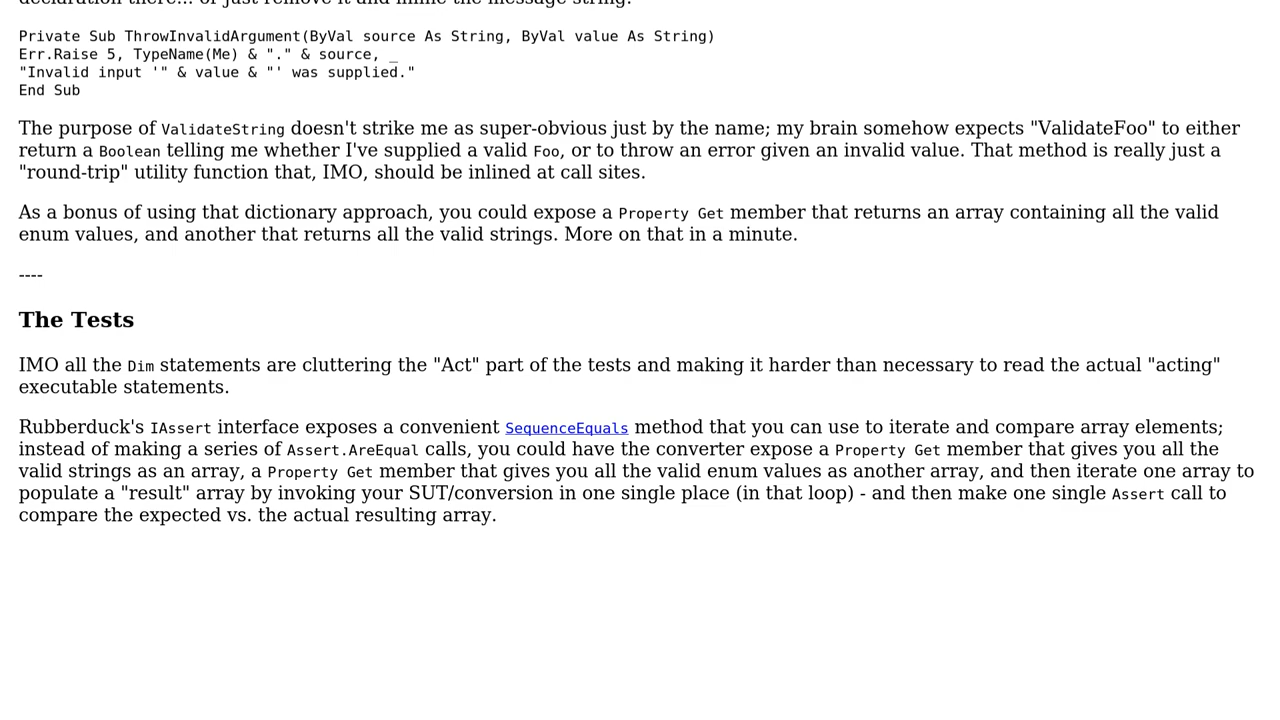 declaration there... or just remove it and inline the message string.
Private Sub ThrowInvalidArgument(ByVal source As String, ByVal value As String)
Err.Raise 5, TypeName(Me) & "." & source, _
"Invalid input '" & value & "' was supplied."
End Sub
The purpose of ValidateString doesn't strike me as super-obvious just by the name; my brain somehow expects "ValidateFoo" to either
return a Boolean telling me whether I've supplied a valid Foo, or to throw an error given an invalid value. That method is really just a
"round-trip" utility function that, IMO, should be inlined at call sites.
As a bonus of using that dictionary approach, you could expose a Property Get member that returns an array containing all the valid
enum values, and another that returns all the valid strings. More on that in a minute.
----
The Tests
IMO all the Dim statements are cluttering the "Act" part of the tests and making it harder than necessary to read the actual "acting"
executable statements.
Rubberduck's IAssert interface exposes a convenient SequenceEquals method that you can use to iterate and compare array elements;
instead of making a series of Assert.AreEqual calls, you could have the converter expose a Property Get member that gives you all the
valid strings as an array, a Property Get member that gives you all the valid enum values as another array, and then iterate one array to
populate a "result" array by invoking your SUT/conversion in one single place (in that loop) - and then make one single Assert call to
compare the expected vs. the actual resulting array.